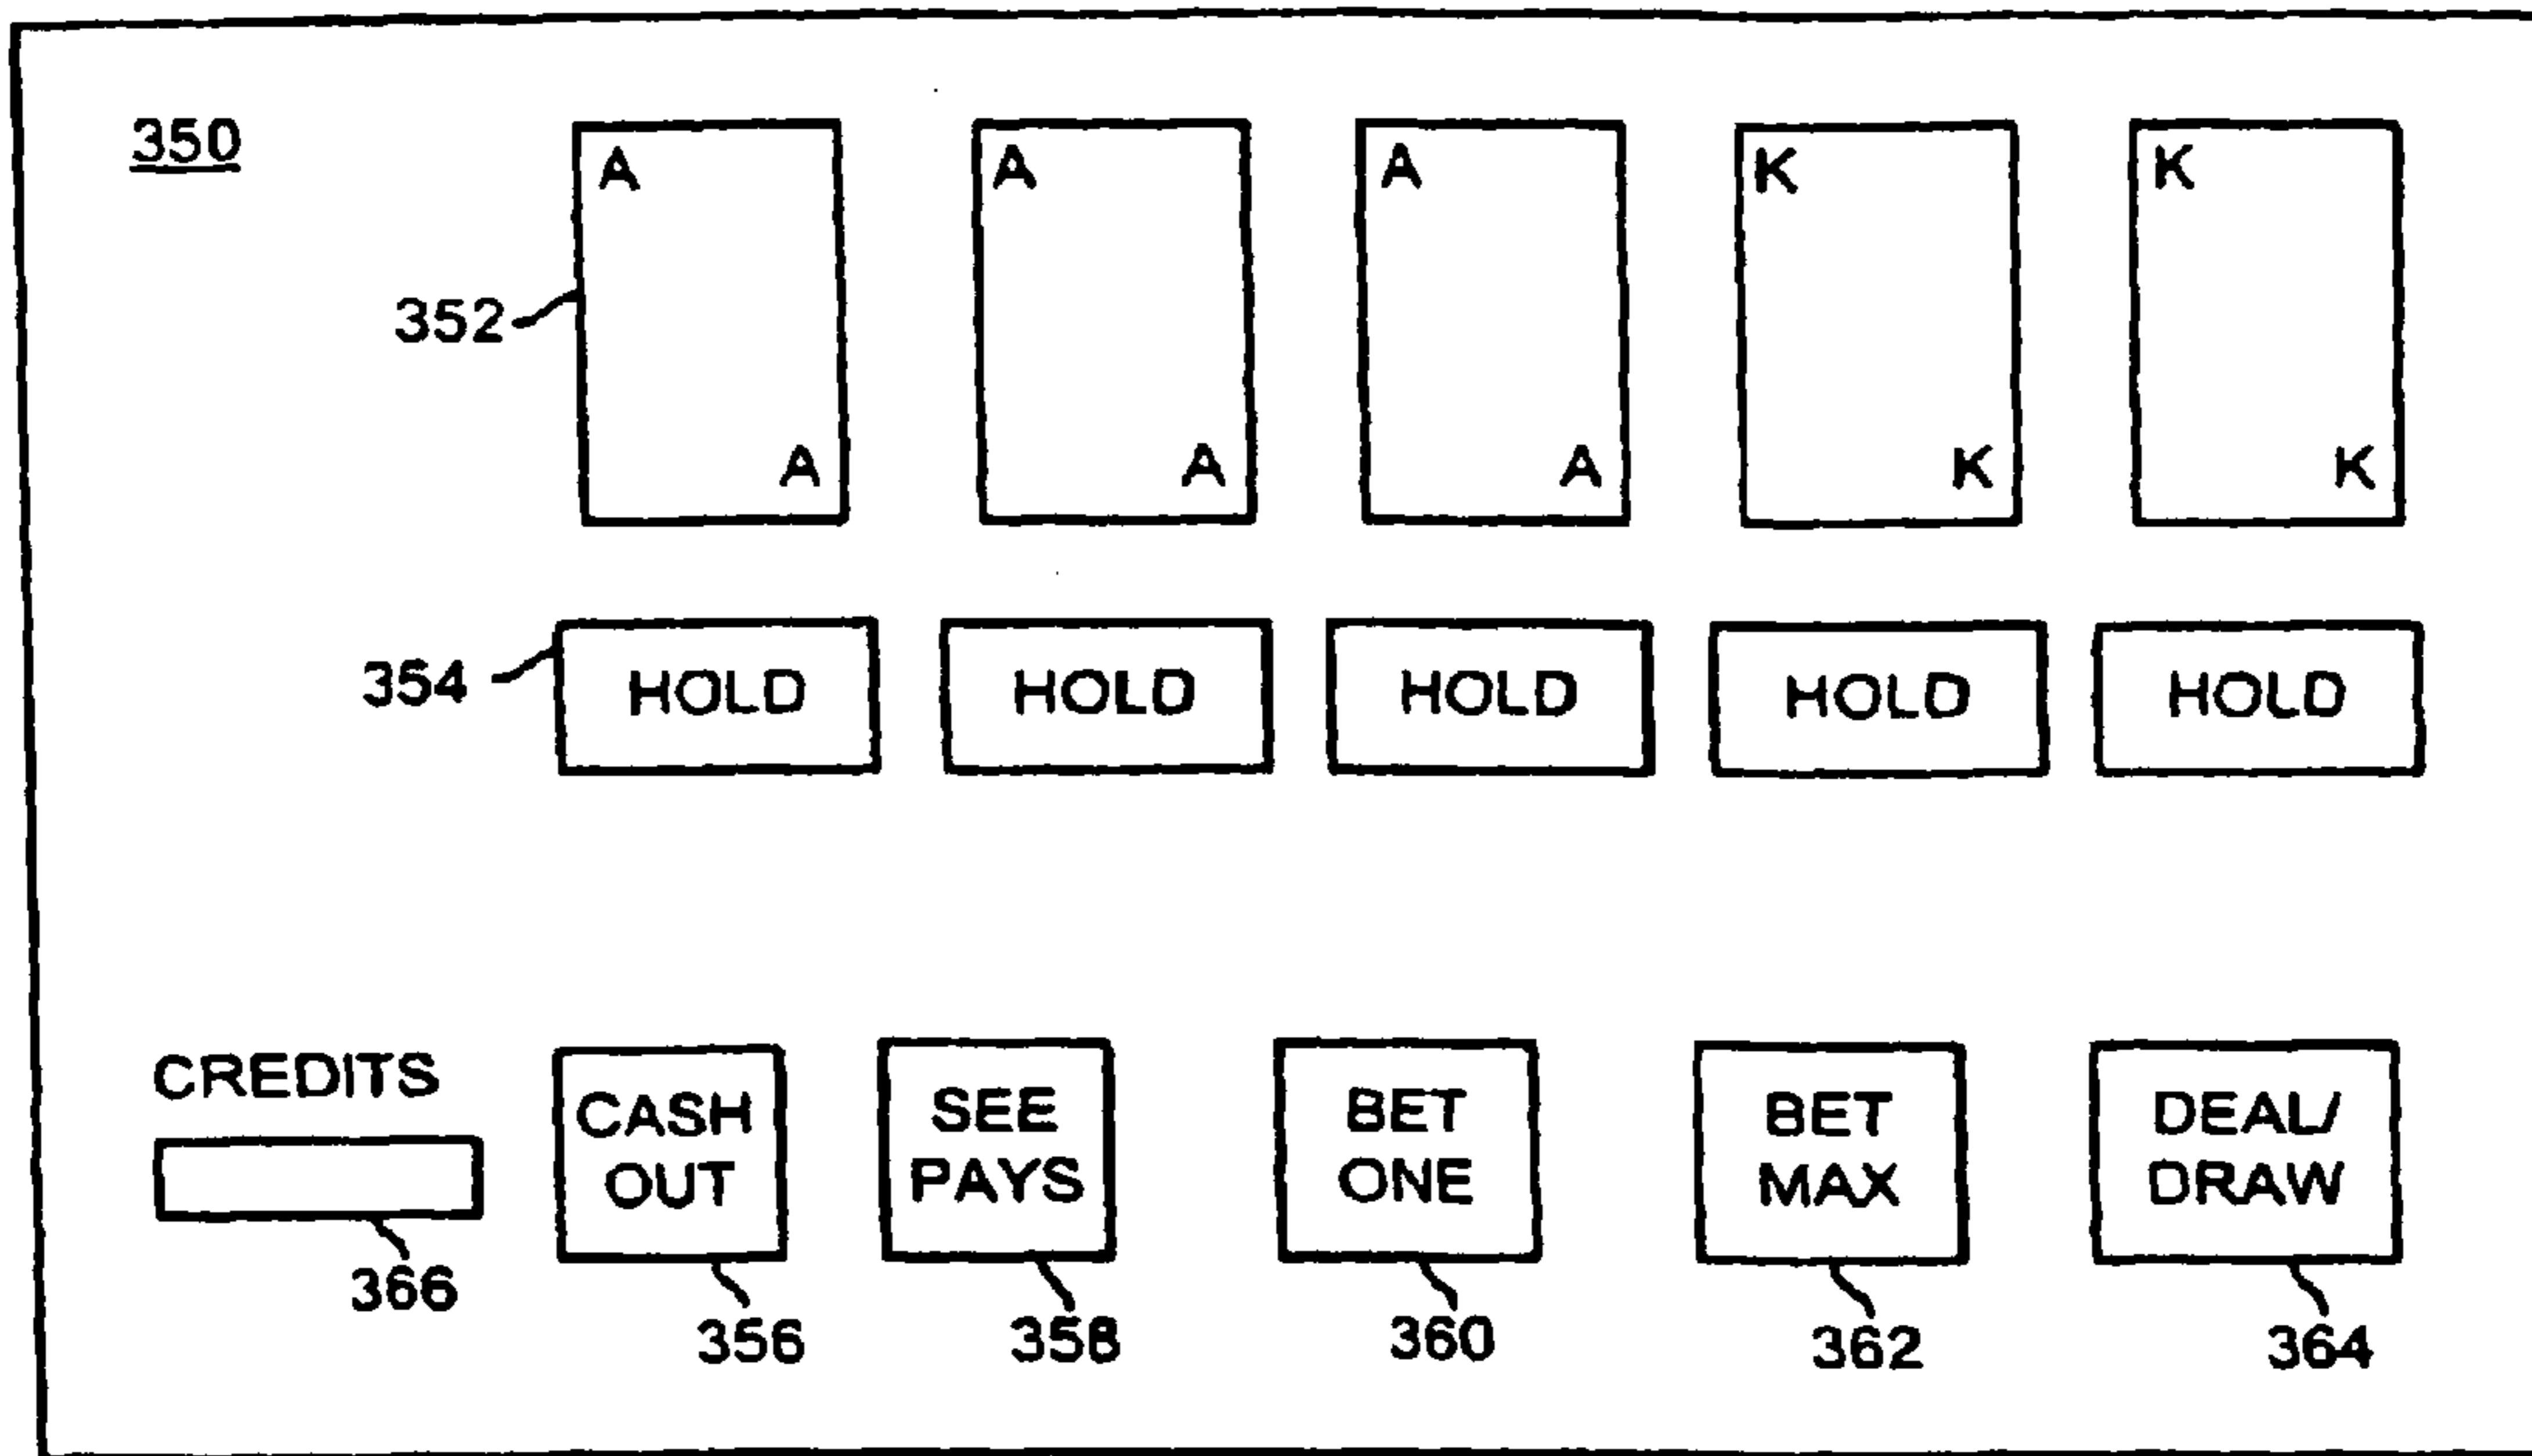 350
A A A K K
352
A A A K K
354 HOLD HOLD HOLD HOLD HOLD
CREDITS
CASH OUT
SEE PAYS
BET ONE
BET MAX
DEAL/ DRAW
366
356 358 360 362 364